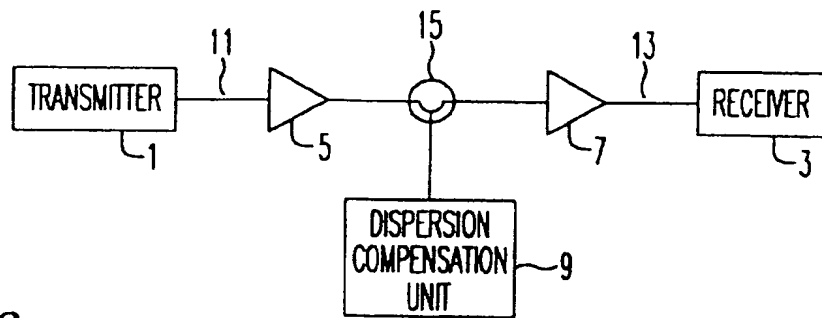 11
15
13
TRANSMITTER
RECEIVER
1
5
7
3
DISPERSION
COMPENSATION
UNIT
9